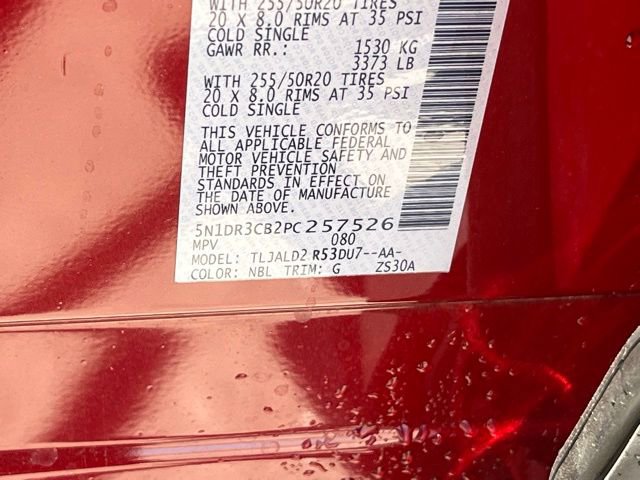 WITH 255/50R20 TIRES
20 X 8.0 RIMS AT 35 PSI
COLD SINGLE
GAWR RR.: 1530 KG
3373 LB
WITH 255/50R20 TIRES
20 X 8.0 RIMS AT 35 PSI
COLD SINGLE
THIS VEHICLE CONFORMS TO
ALL APPLICABLE FEDERAL
MOTOR VEHICLE SAFETY AND
THEFT PREVENTION
STANDARDS IN EFFECT ON
THE DATE OF MANUFACTURE
SHOWN ABOVE.
5N1DR3CB2PC257526
MPV 080
MODEL: TLJALD2 R53DU7--AA-
COLOR: NBL TRIM: G ZS30A